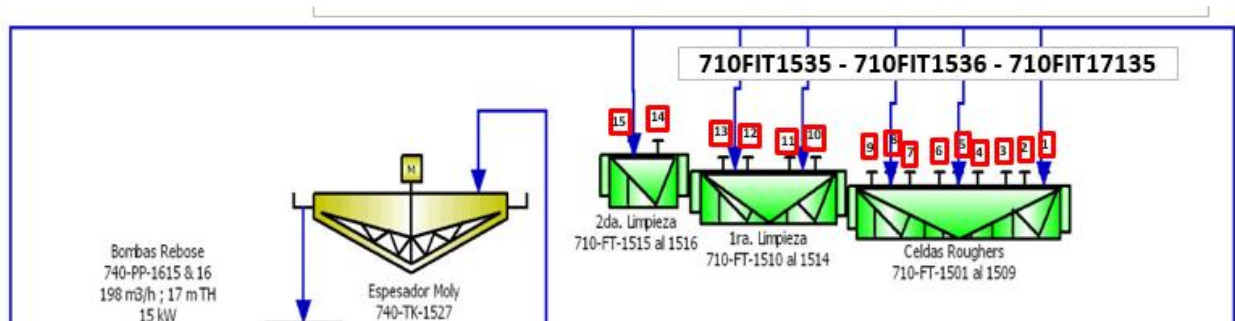 710FIT1535 - 710FIT1536 - 710FIT17135
15
14
13
12
11
10
9
8
7
6
5
4
3
2
1
M
2da. Limpieza
710-FT-1515 al 1516
1ra. Limpieza
710-FT-1510 al 1514
Celdas Roughers
710-FT-1501 al 1509
Bombas Rebose
740-PP-1615 & 16
198 m3/h ; 17 mTH
15 kW
Espesador Moly
740-TK-1527